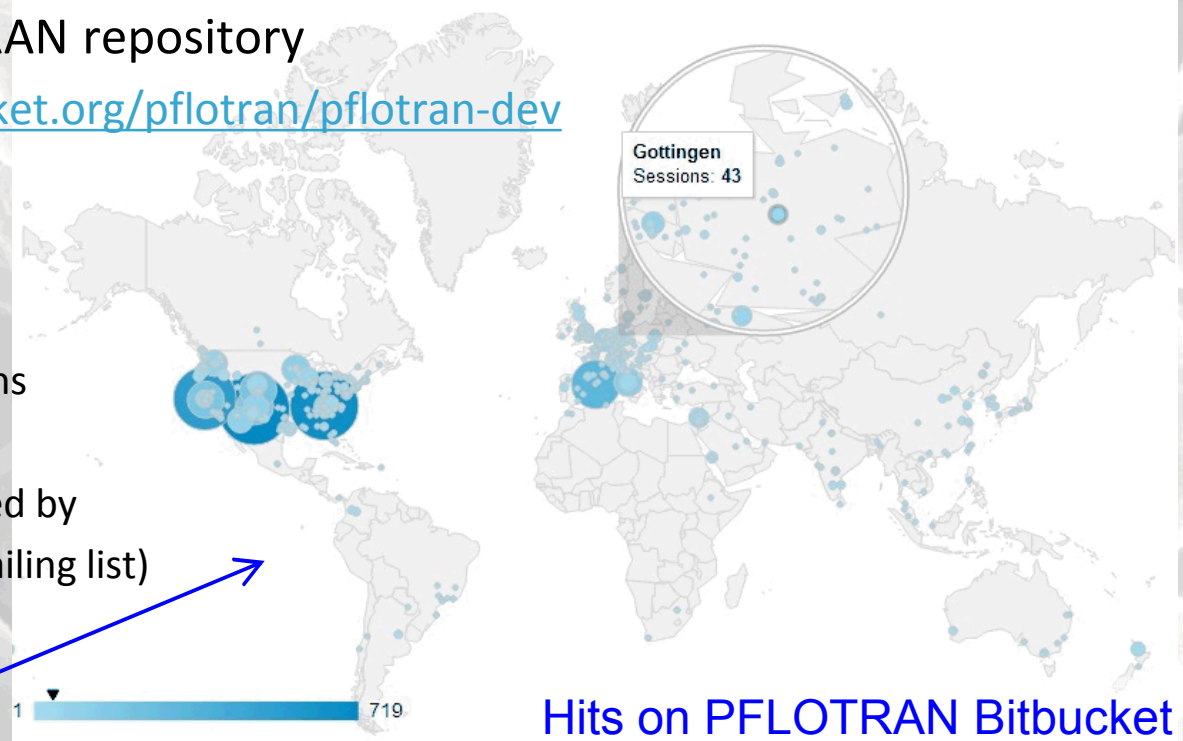 AN repository
ket.org/pflotran/pflotran-dev
Gottingen
Sessions: 43
ns
ed by
iling list)
1
719
Hits on PFLOTRAN Bitbucket